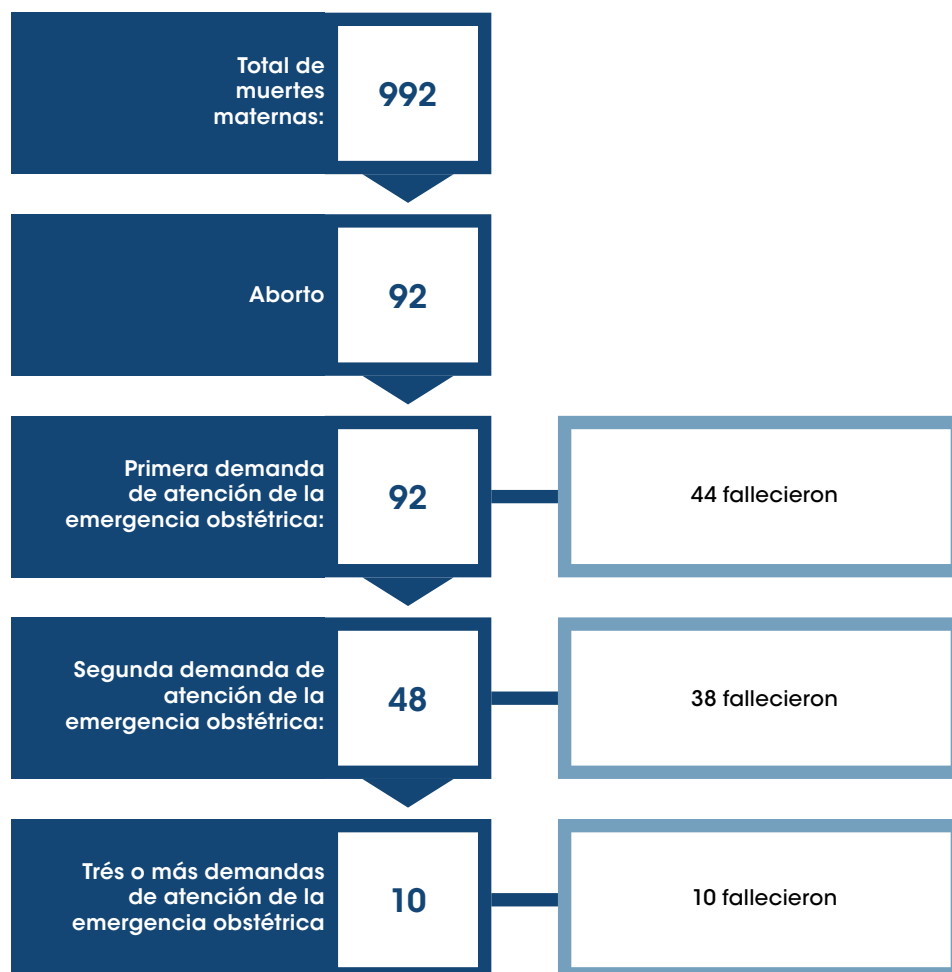 Total de
muertes
maternas:
992
Aborto
92
Primera demanda
de atención de la
emergencia obstétrica:
92
44 fallecieron
Segunda demanda de
atención de la
emergencia obstétrica:
48
38 fallecieron
Trés o más demandas
de atención de la
emergencia obstétrica
10
10 fallecieron